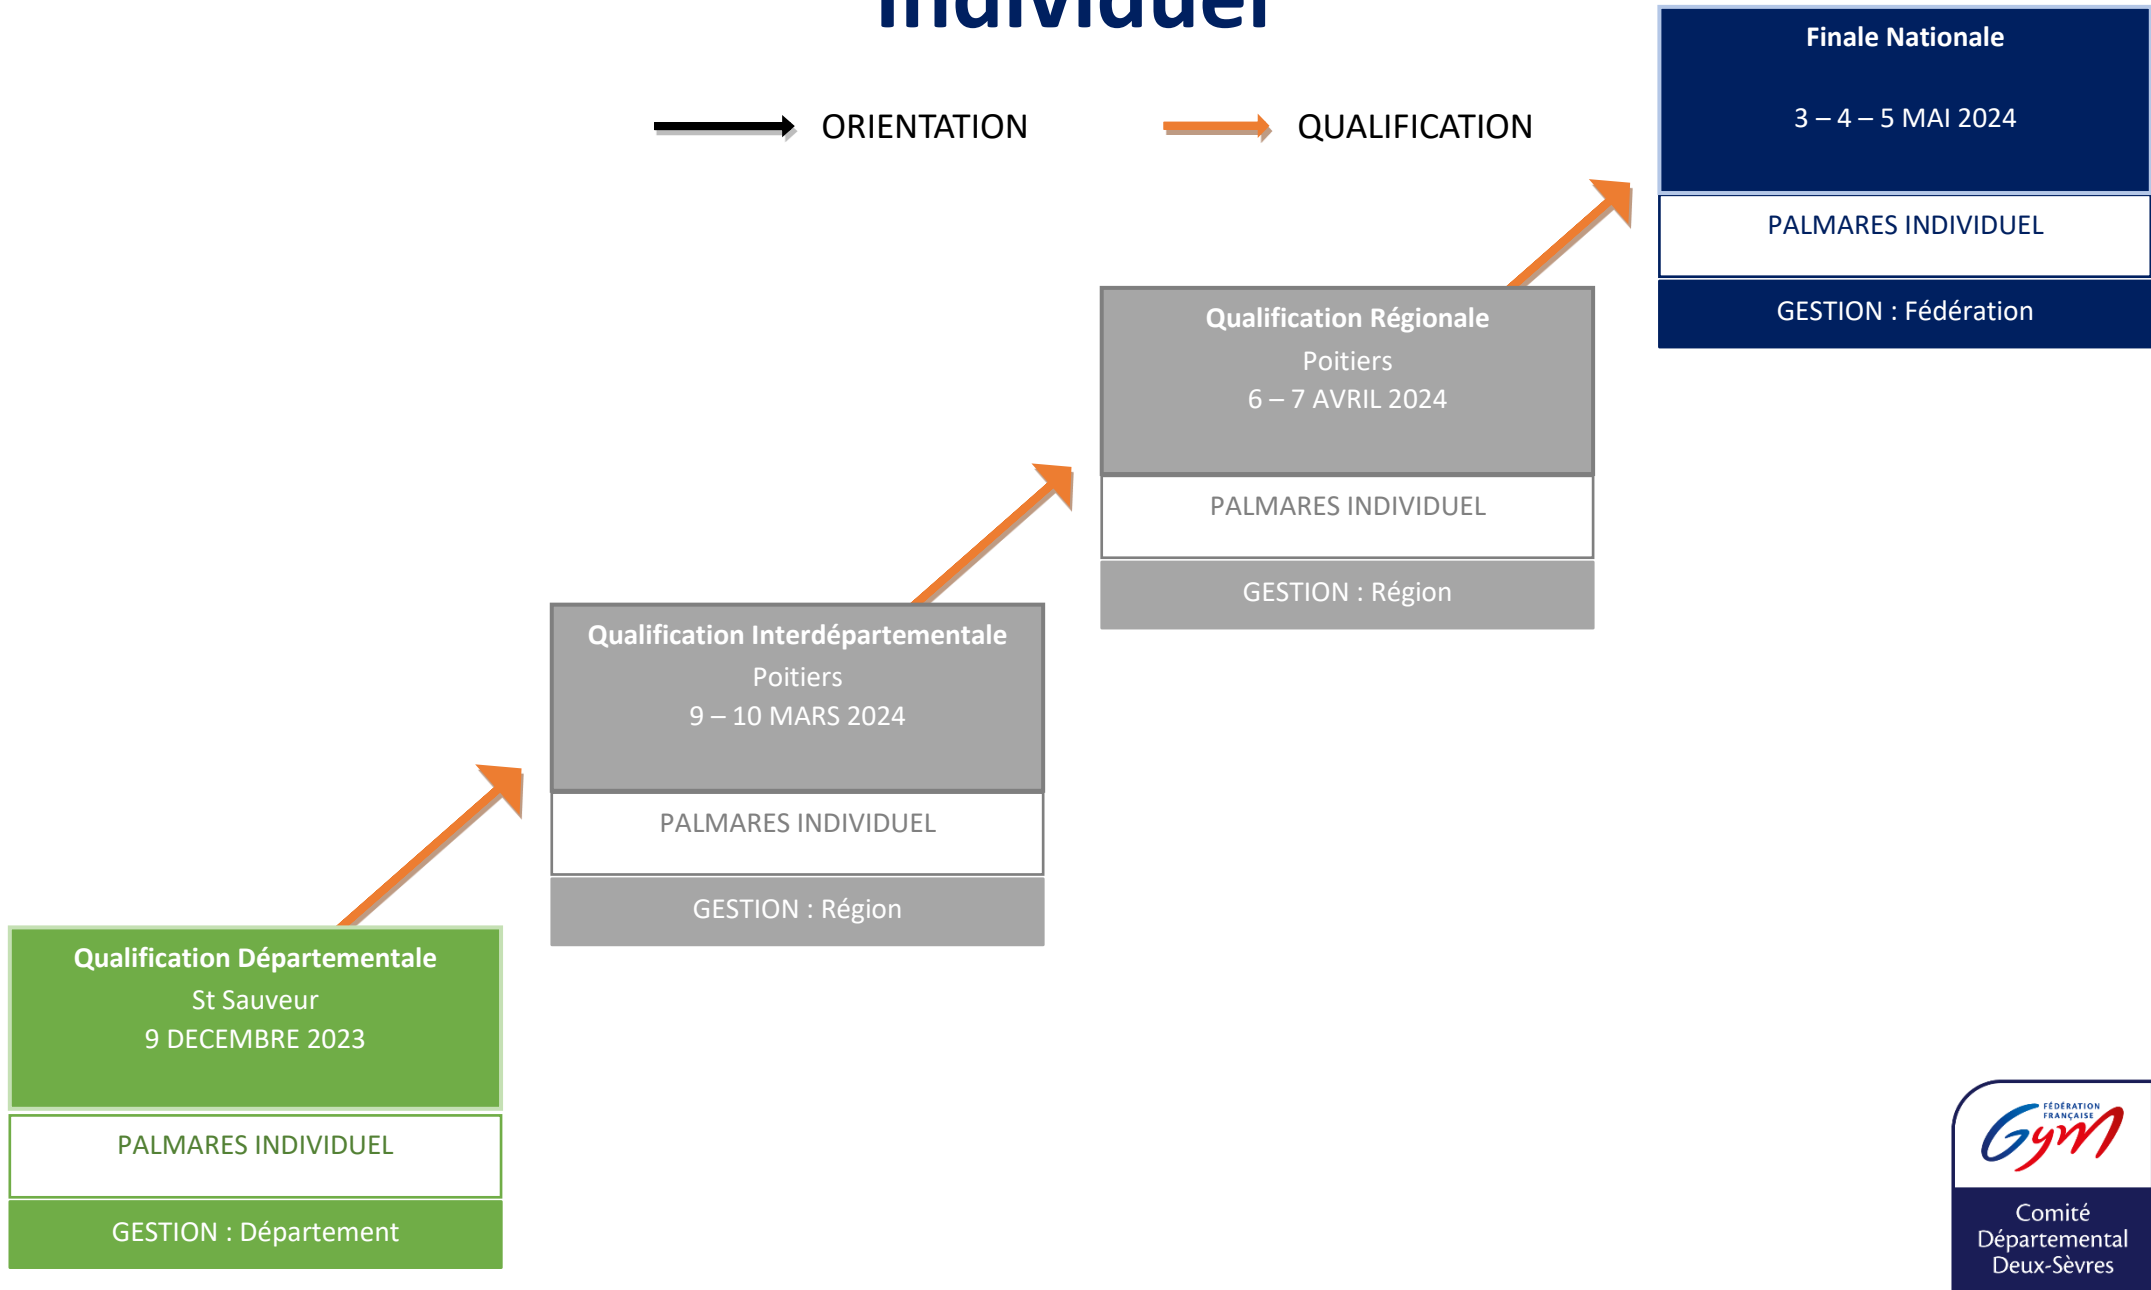 Individuel
Finale Nationale
3 – 4 – 5 MAI 2024
PALMARES INDIVIDUEL
GESTION : Fédération
ORIENTATION
QUALIFICATION
Qualification Régionale
Poitiers
6 – 7 AVRIL 2024
PALMARES INDIVIDUEL
GESTION : Région
Qualification Interdépartementale
Poitiers
9 – 10 MARS 2024
PALMARES INDIVIDUEL
GESTION : Région
Qualification Départementale
St Sauveur
9 DECEMBRE 2023
PALMARES INDIVIDUEL
GESTION : Département
FÉDÉRATION
FRANÇAISE
Gym
Comité
Départemental
Deux-Sèvres